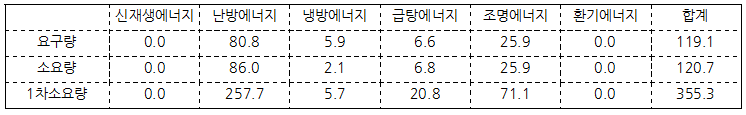 신재생에너지 난방에너지 냉방에너지 급탕에너지 조명에너지 환기에너지 합계
요구량 0.0 80.8 5.9 6.6 25.9 0.0 119.1
소요량 0.0 86.0 2.1 6.8 25.9 0.0 120.7
1차소요량 0.0 257.7 5.7 20.8 71.1 0.0 355.3